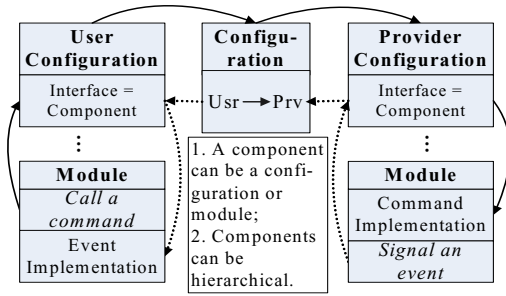 User
Configuration
Interface =
Component
⋮
Module
Call a
command
Event
Implementation
Configu-
ration
Usr → Prv
1. A component
can be a confi-
guration or
module;
2. Components
can be
hierarchical.
Provider
Configuration
Interface =
Component
⋮
Module
Command
Implementation
Signal an
event